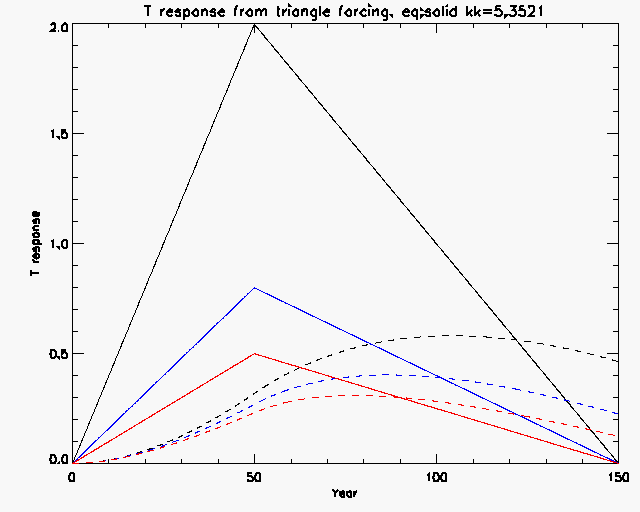 T response from triangle forcing, eq:solid kk=5.3521
2.0
1.5
1.0
0.5
0.0
T response
0 50 100 150
Year